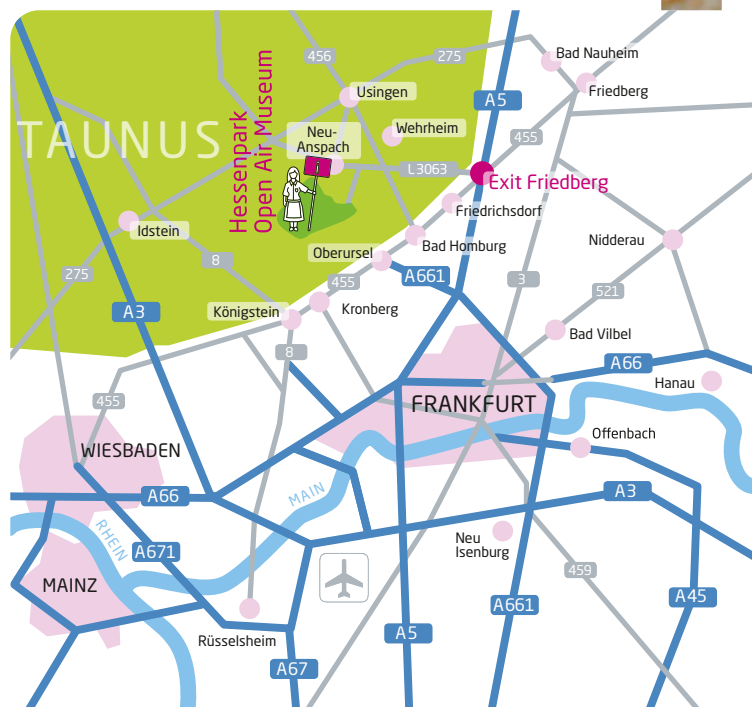 456
275
Bad Nauheim
Friedberg
Usingen
A5
TAUNUS
Hessenpark
Open Air Museum
Neu-
Anspach
Wehrheim
455
L3063
Exit Friedberg
Friedrichsdorf
Idstein
Bad Homburg
Nidderau
8
Oberursel
275
A661
3
455
521
A3
Königstein
Kronberg
Bad Vilbel
8
A66
Hanau
455
FRANKFURT
WIESBADEN
Offenbach
A66
MAIN
A3
RHEIN
A671
Neu
Isenburg
459
MAINZ
A661
A45
Rüsselsheim
A5
A67